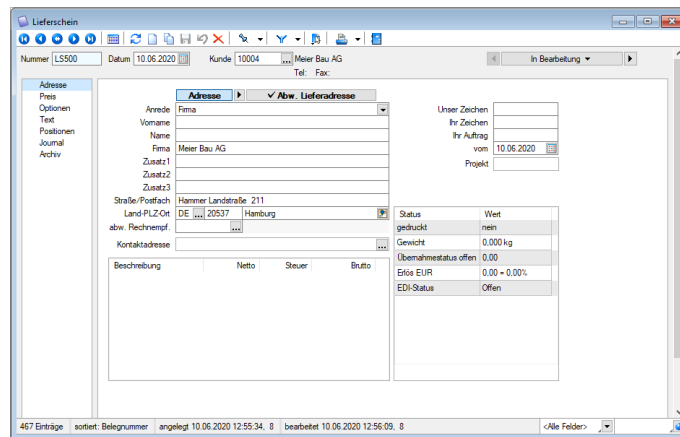 Lieferschein
Nummer LS500 Datum 10.06.2020 Kunde 10004 ... Meier Bau AG In Bearbeitung
Tel: Fax:
Adresse
Preis
Optionen
Text
Positionen
Journal
Archiv
Adresse Abw. Lieferadresse
Anrede Firma
Vorname
Name
Firma Meier Bau AG
Zusatz1
Zusatz2
Zusatz3
Straße/Postfach Hammer Landstraße 211
Land-PLZ-Ort DE ... 20537 Hamburg
abw. Rechnempf. ...
Kontaktadresse ...
Unser Zeichen
Ihr Zeichen
Ihr Auftrag
vom 10.06.2020
Projekt
Beschreibung Netto Steuer Brutto
Status Wert
gedruckt nein
Gewicht 0,000 kg
Übernahmestatus offen 0,00
Erlös EUR 0,00 = 0,00%
EDI-Status Offen
467 Einträge sortiert: Belegnummer angelegt 10.06.2020 12:55:34, 8 bearbeitet 10.06.2020 12:56:09, 8 <Alle Felder>